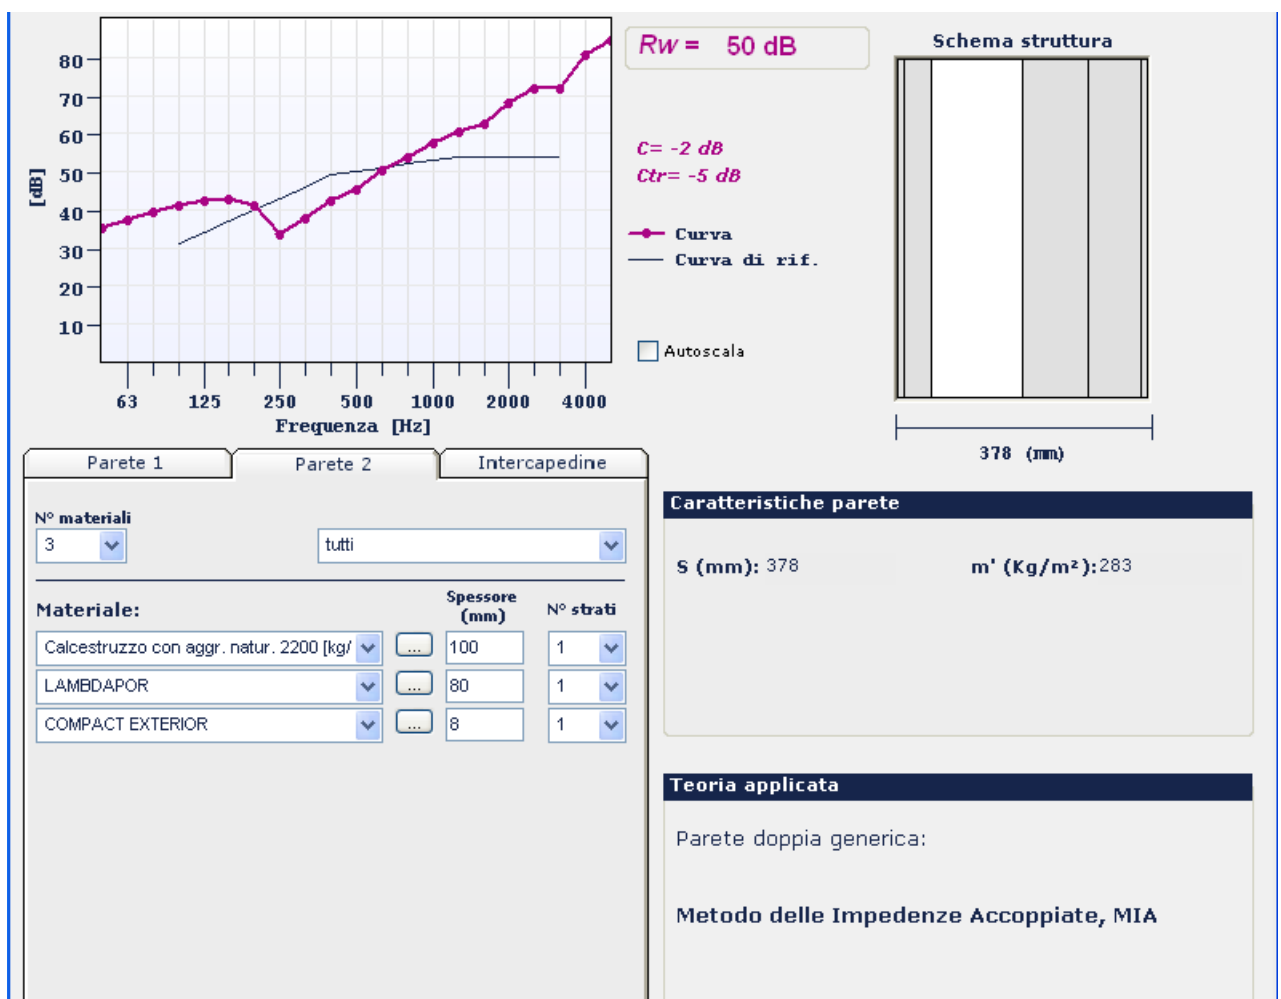 80
70
60
50
40
30
20
10
[dB]
63 125 250 500 1000 2000 4000
Frequenza [Hz]
Rw = 50 dB
C= -2 dB
Ctr= -5 dB
Curva
Curva di rif.
Autoscala
Schema struttura
378 (mm)
Parete 1 Parete 2 Intercapedine
N° materiali
3 tutti
Materiale: Spessore (mm) N° strati
Calcestruzzo con aggr. natur. 2200 [kg/ ... 100 1
LAMBDAPOR ... 80 1
COMPACT EXTERIOR ... 8 1
Caratteristiche parete
S (mm): 378 m' (Kg/m²):283
Teoria applicata
Parete doppia generica:
Metodo delle Impedenze Accoppiate, MIA